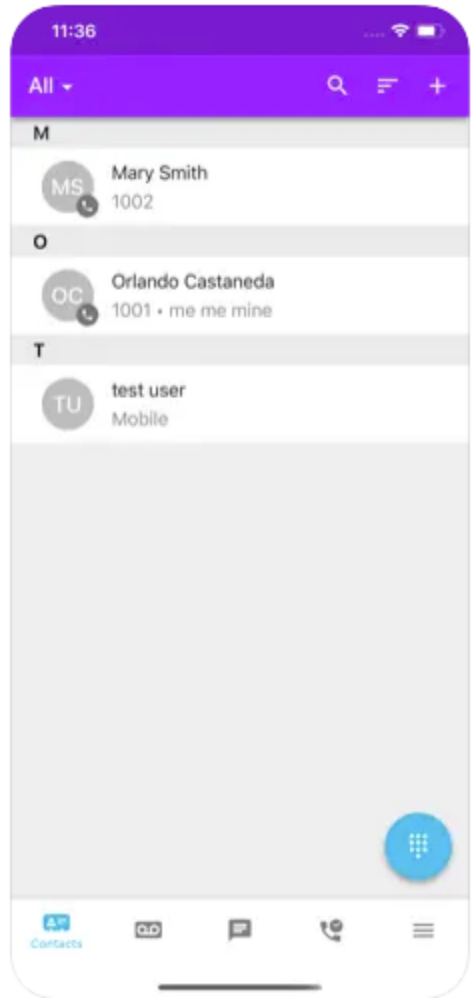 11:36
All
M
MS
Mary Smith
1002
O
OC
Orlando Castaneda
1001 • me me mine
T
TU
test user
Mobile
Contacts